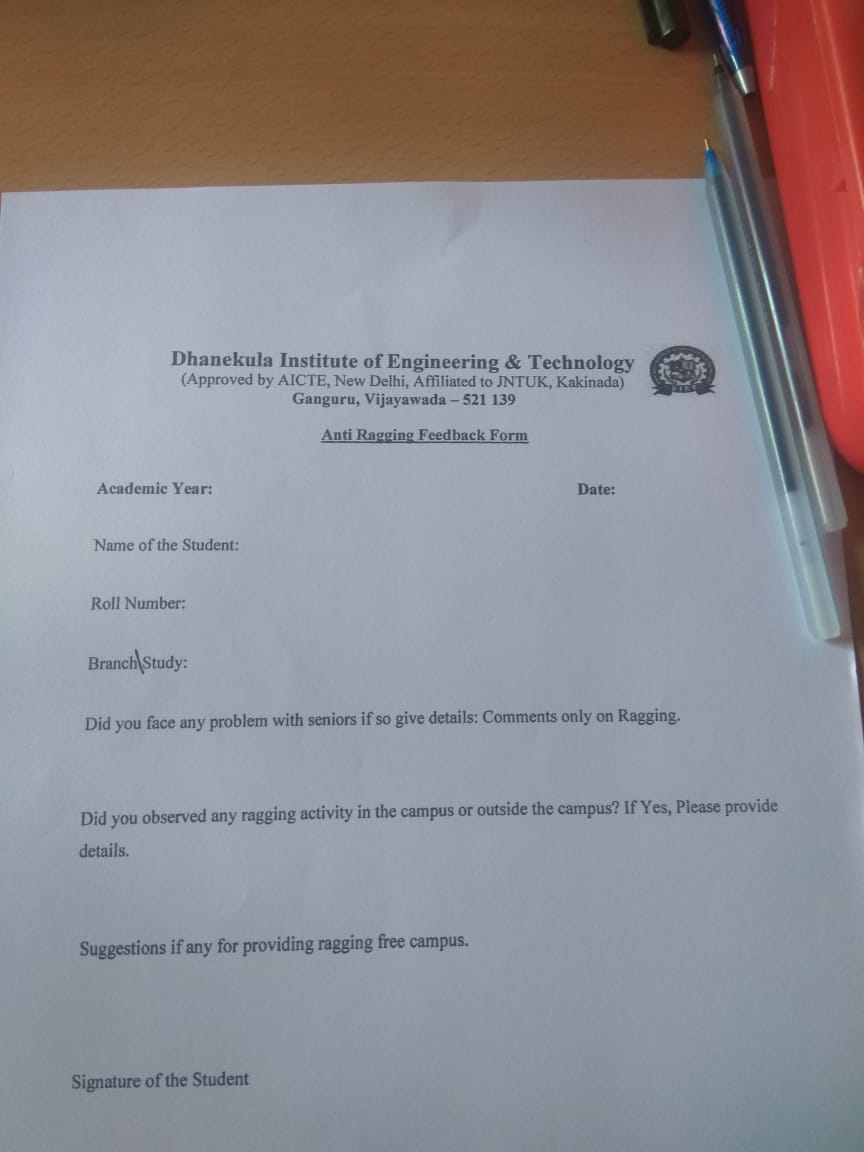 Dhanekula Institute of Engineering & Technology
(Approved by AICTE, New Delhi, Affiliated to JNTUK, Kakinada)
Ganguru, Vijayawada – 521 139
Anti Ragging Feedback Form
Academic Year: Date:
Name of the Student:
Roll Number:
Branch\Study:
Did you face any problem with seniors if so give details: Comments only on Ragging.
Did you observed any ragging activity in the campus or outside the campus? If Yes, Please provide
details.
Suggestions if any for providing ragging free campus.
Signature of the Student